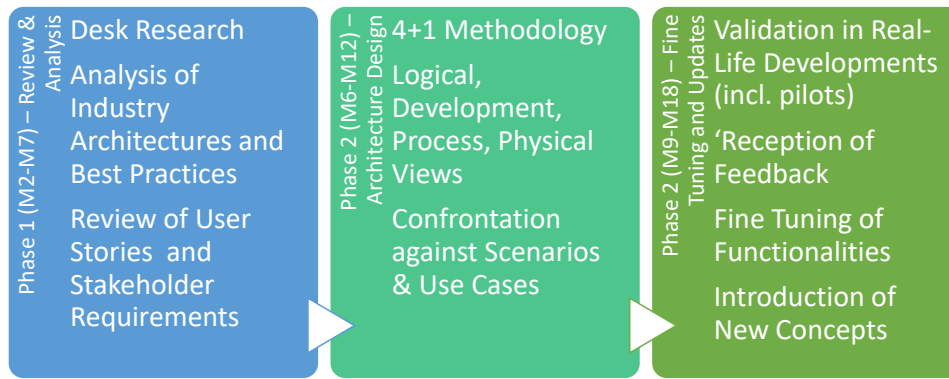 Phase 1 (M2-M7) – Review &
Analysis
Desk Research
Analysis of
Industry
Architectures and
Best Practices
Review of User
Stories and
Stakeholder
Requirements
Phase 2 (M6-M12) –
Architecture Design
4+1 Methodology
Logical,
Development,
Process, Physical
Views
Confrontation
against Scenarios
& Use Cases
Phase 2 (M9-M18) – Fine
Tuning and Updates
Validation in Real-
Life Developments
(incl. pilots)
‘Reception of
Feedback
Fine Tuning of
Functionalities
Introduction of
New Concepts